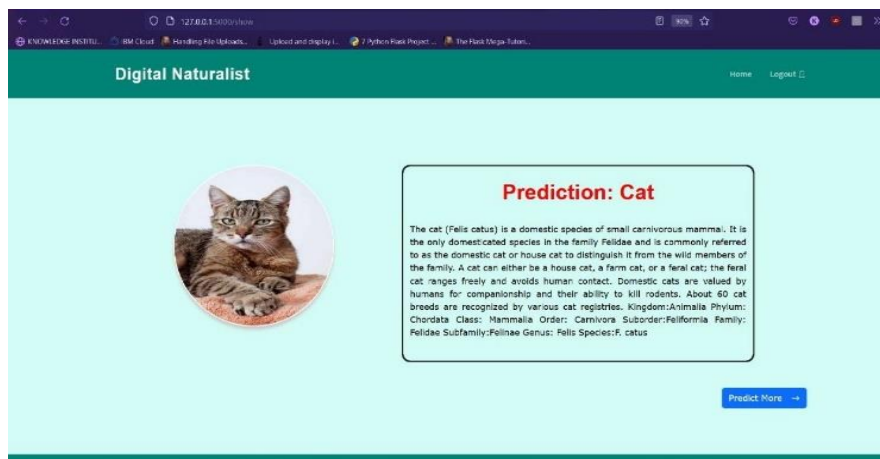 127.0.0.1:5000/show
90%
KNOWLEDGE INSTITU...
IBM Cloud
Handling File Uploads...
Upload and display i...
7 Python Flask Project ...
The Flask Mega-Tutori...
Digital Naturalist
Home
Logout
Prediction: Cat
The cat (Felis catus) is a domestic species of small carnivorous mammal. It is
the only domesticated species in the family Felidae and is commonly referred
to as the domestic cat or house cat to distinguish it from the wild members of
the family. A cat can either be a house cat, a farm cat, or a feral cat; the feral
cat ranges freely and avoids human contact. Domestic cats are valued by
humans for companionship and their ability to kill rodents. About 60 cat
breeds are recognized by various cat registries. Kingdom:Animalia Phylum:
Chordata Class: Mammalia Order: Carnivora Suborder:Feliformia Family:
Felidae Subfamily:Felinae Genus: Felis Species:F. catus
Predict More →